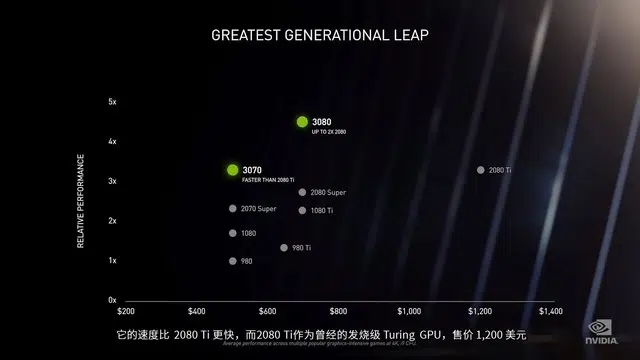 GREATEST GENERATIONAL LEAP
RELATIVE PERFORMANCE
5x
4x
3x
2x
1x
0x
3080
UP TO 2X 2080
3070
FASTER THAN 2080 Ti
2080 Ti
2080 Super
2070 Super
1080 Ti
1080
980 Ti
980
$200
$400
$600
$800
$1,000
$1,200
$1,400
它的速度比 2080 Ti 更快，而2080 Ti作为曾经的发烧级 Turing GPU，售价 1,200 美元
Average performance across multiple popular graphics-intensive games at 4K, i9 CPU.
NVIDIA.